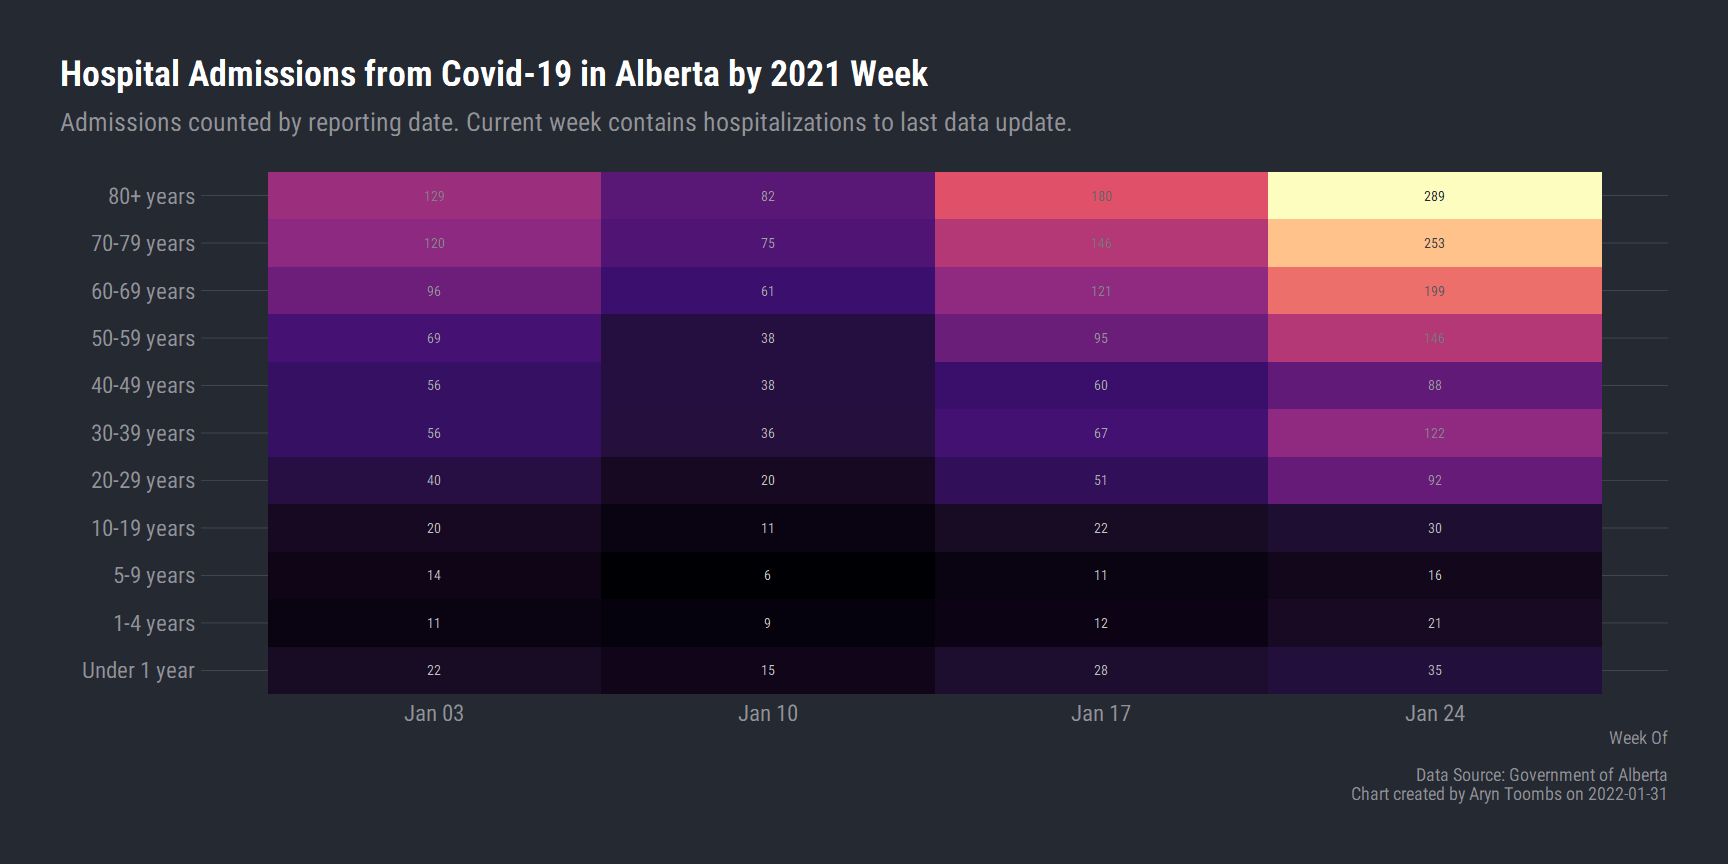 Hospital Admissions from Covid-19 in Alberta by 2021 Week
Admissions counted by reporting date. Current week contains hospitalizations to last data update.
80+ years 129 82 180 289
70-79 years 120 75 146 253
60-69 years 96 61 121 199
50-59 years 69 38 95 146
40-49 years 56 38 60 88
30-39 years 56 36 67 122
20-29 years 40 20 51 92
10-19 years 20 11 22 30
5-9 years 14 6 11 16
1-4 years 11 9 12 21
Under 1 year 22 15 28 35
Jan 03 Jan 10 Jan 17 Jan 24
Week Of
Data Source: Government of Alberta
Chart created by Aryn Toombs on 2022-01-31